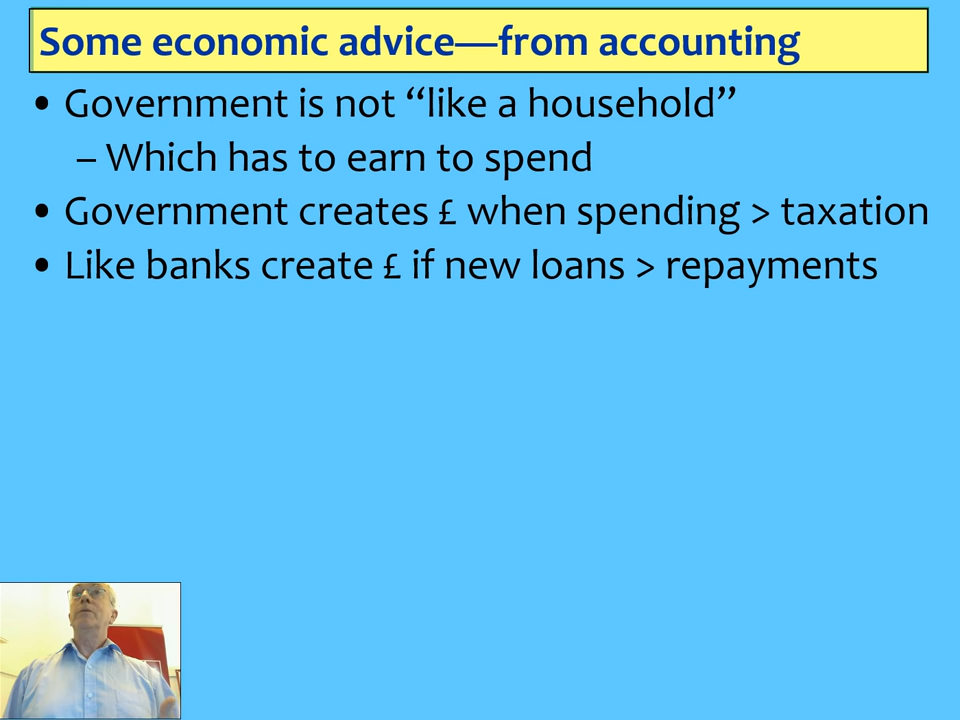 Some economic advice—from accounting
• Government is not “like a household”
– Which has to earn to spend
• Government creates £ when spending > taxation
• Like banks create £ if new loans > repayments